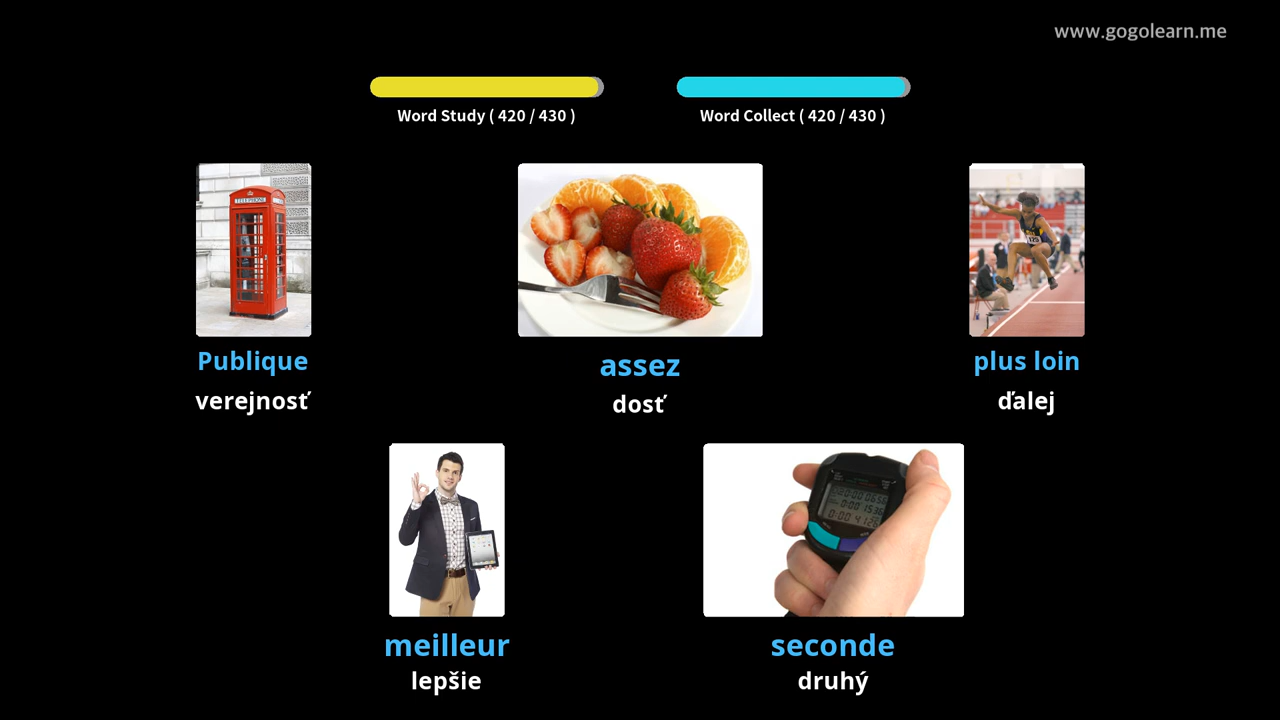 www.gogolearn.me
Word Study ( 420 / 430 )
Word Collect ( 420 / 430 )
TELEPHONE
Publique
verejnosť
assez
dosť
plus loin
ďalej
meilleur
lepšie
seconde
druhý